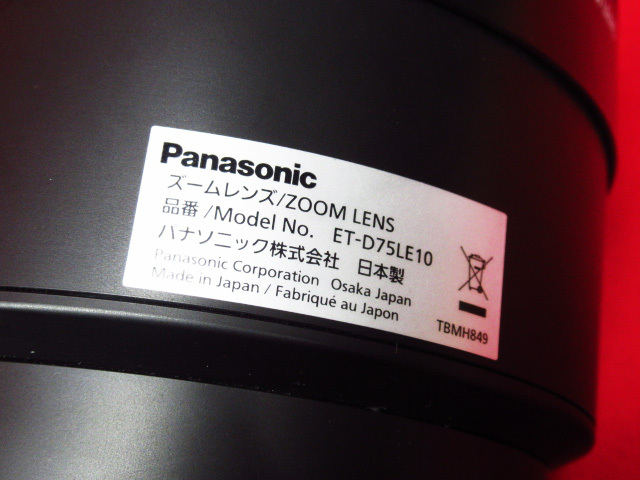 Panasonic
ズームレンズ/ZOOM LENS
品番/Model No. ET-D75LE10
パナソニック株式会社 日本製
Panasonic Corporation Osaka Japan
Made in Japan / Fabriqué au Japon
TBMH849